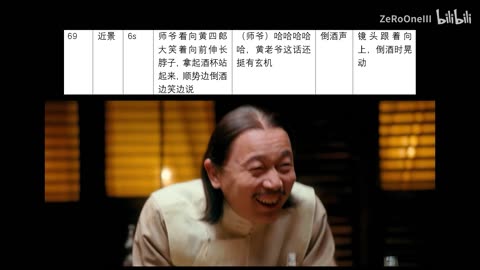 ZeRoOneIII bilibili
69 近景 6s 师爷看向黄四郎 （师爷）哈哈哈哈 倒酒声 镜头跟着向
大笑着向前伸长 哈，黄老爷这话还 上，倒酒时晃
脖子，拿起酒杯站 挺有玄机 动
起来，顺势边倒酒
边笑边说